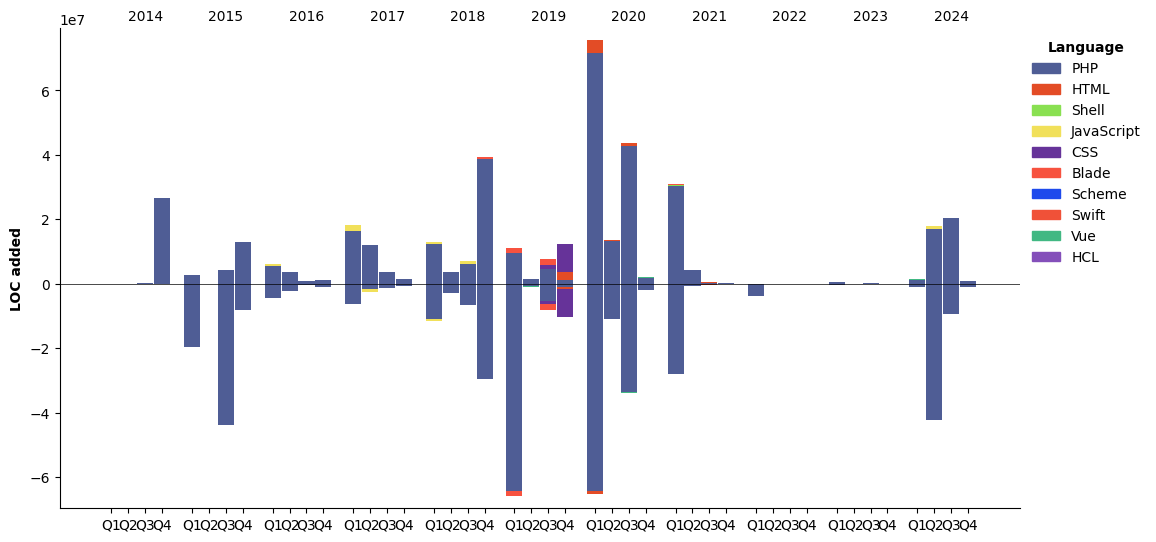 2014 2015 2016 2017 2018 2019 2020 2021 2022 2023 2024
1e7
Language
PHP
HTML
Shell
JavaScript
CSS
Blade
Scheme
Swift
Vue
HCL
LOC added
6
4
2
0
−2
−4
−6
Q1Q2Q3Q4 Q1Q2Q3Q4 Q1Q2Q3Q4 Q1Q2Q3Q4 Q1Q2Q3Q4 Q1Q2Q3Q4 Q1Q2Q3Q4 Q1Q2Q3Q4 Q1Q2Q3Q4 Q1Q2Q3Q4 Q1Q2Q3Q4